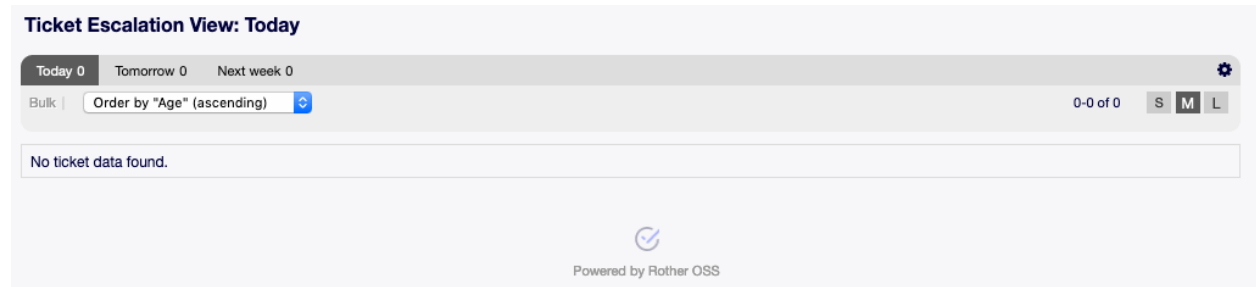 Ticket Escalation View: Today
Today 0 Tomorrow 0 Next week 0
Bulk | Order by "Age" (ascending) 0-0 of 0 S M L
No ticket data found.
Powered by Rother OSS